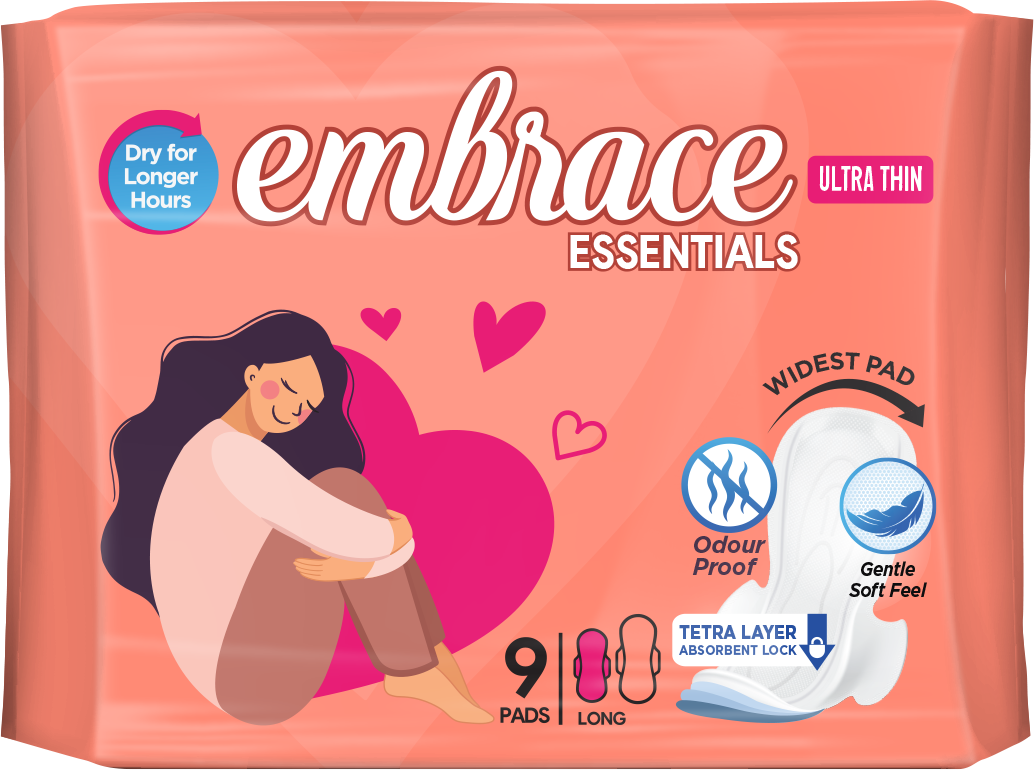 Dry for
Longer
Hours
embrace
ULTRA THIN
ESSENTIALS
WIDEST PAD
Odour
Proof
Gentle
Soft Feel
TETRA LAYER
ABSORBENT LOCK
9
PADS
LONG